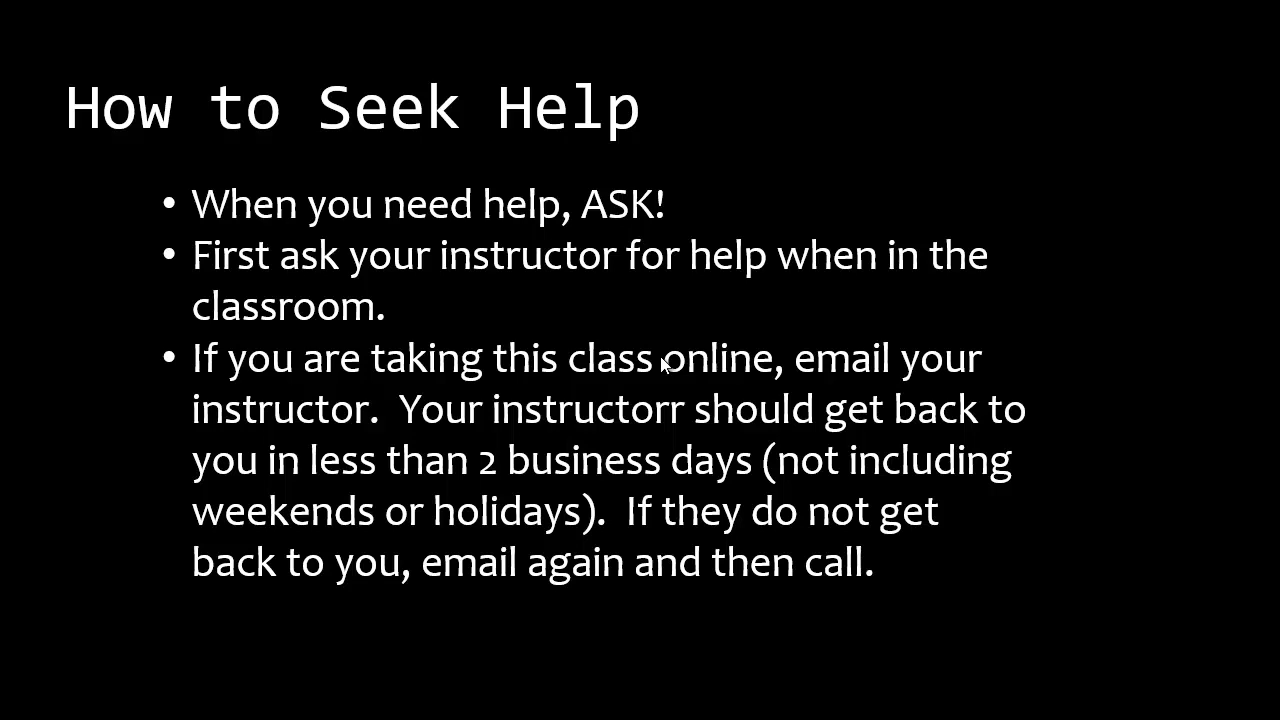 How to Seek Help
• When you need help, ASK!
• First ask your instructor for help when in the
classroom.
• If you are taking this class online, email your
instructor.  Your instructorr should get back to
you in less than 2 business days (not including
weekends or holidays).  If they do not get
back to you, email again and then call.